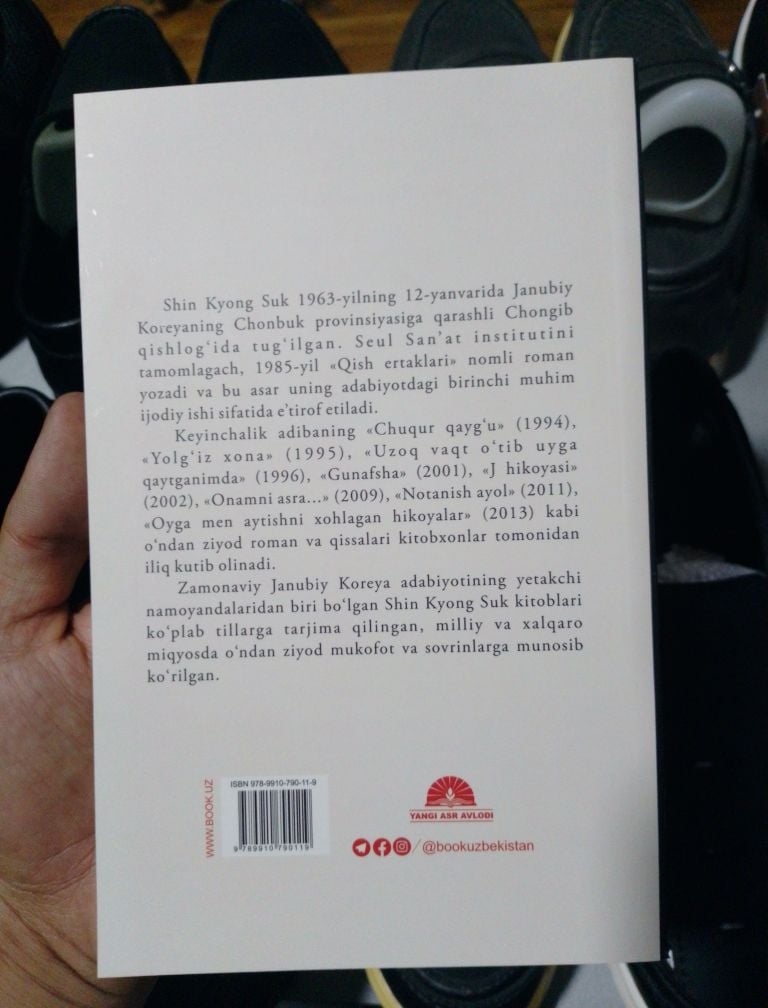 Shin Kyong Suk 1963-yilning 12-yanvarida Janubiy
Koreyaning Chonbuk provinsiyasiga qarashli Chongib
qishlog‘ida tug‘ilgan. Seul San’at institutini
tamomlagach, 1985-yil «Qish ertaklari» nomli roman
yozadi va bu asar uning adabiyotdagi birinchi muhim
ijodiy ishi sifatida e’tirof etiladi.
Keyinchalik adibaning «Chuqur qayg‘u» (1994),
«Yolg‘iz xona» (1995), «Uzoq vaqt o‘tib uyga
qaytganimda» (1996), «Gunafsha» (2001), «J hikoyasi»
(2002), «Onamni asra...» (2009), «Notanish ayol» (2011),
«Oyga men aytishni xohlagan hikoyalar» (2013) kabi
o‘ndan ziyod roman va qissalari kitobxonlar tomonidan
iliq kutib olinadi.
Zamonaviy Janubiy Koreya adabiyotining yetakchi
namoyandalaridan biri bo‘lgan Shin Kyong Suk kitoblari
ko‘plab tillarga tarjima qilingan, milliy va xalqaro
miqyosda o‘ndan ziyod mukofot va sovrinlarga munosib
ko‘rilgan.
WWW.BOOK.UZ
ISBN 978-9910-790-11-9
9 789910 790119
YANGI ASR AVLODI
/ @bookuzbekistan